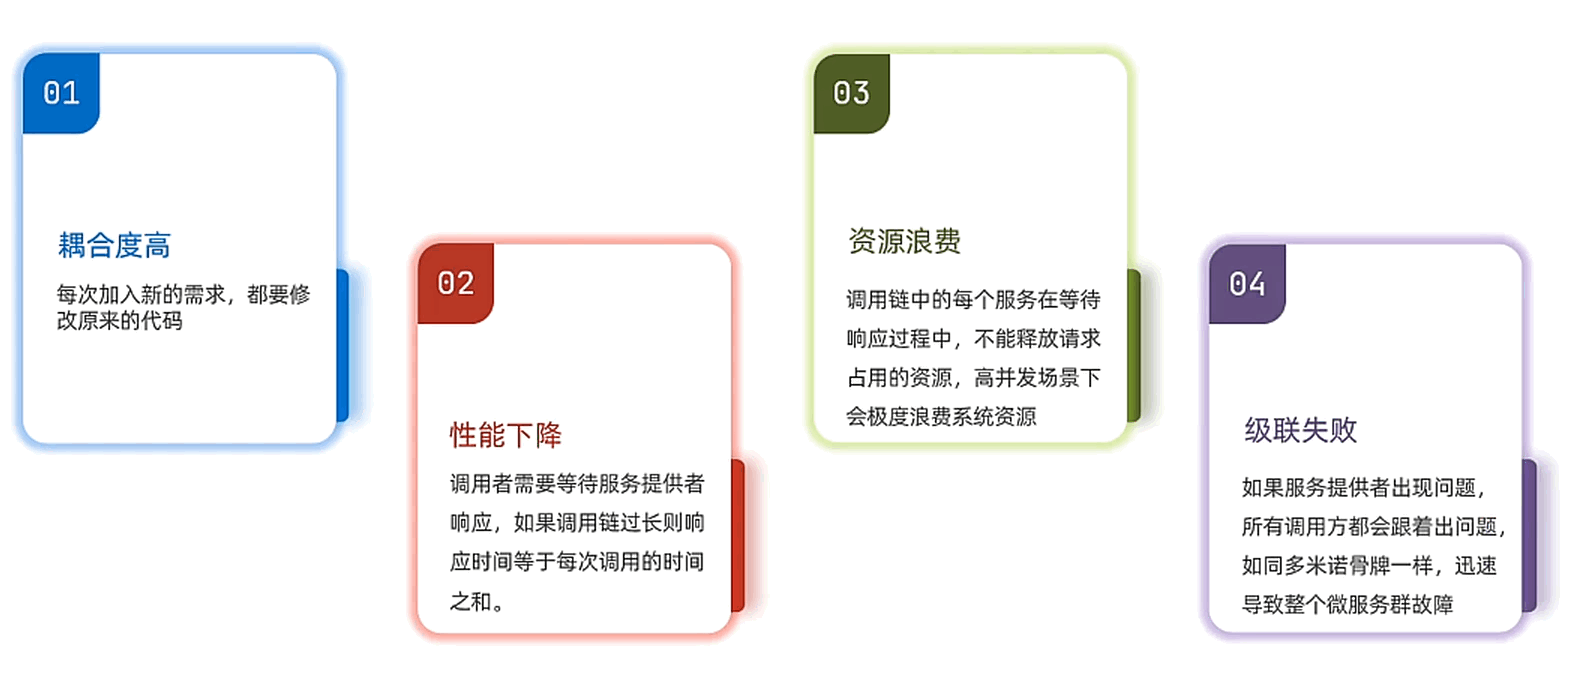 01
耦合度高
每次加入新的需求，都要修
改原来的代码
02
性能下降
调用者需要等待服务提供者
响应，如果调用链过长则响
应时间等于每次调用的时间
之和。
03
资源浪费
调用链中的每个服务在等待
响应过程中，不能释放请求
占用的资源，高并发场景下
会极度浪费系统资源
04
级联失败
如果服务提供者出现问题，
所有调用方都会跟着出问题，
如同多米诺骨牌一样，迅速
导致整个微服务群故障